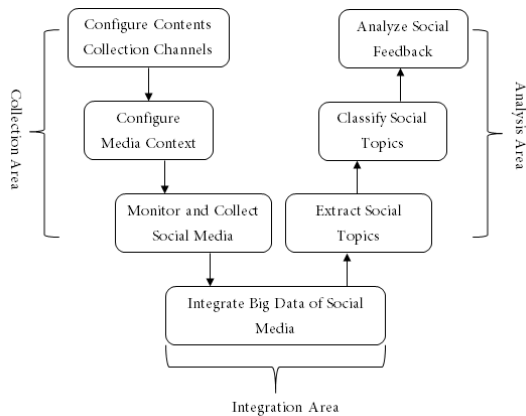 Configure Contents
Collection Channels
Configure
Media Context
Monitor and Collect
Social Media
Integrate Big Data of Social
Media
Extract Social
Topics
Classify Social
Topics
Analyze Social
Feedback
Collection Area
Analysis Area
Integration Area